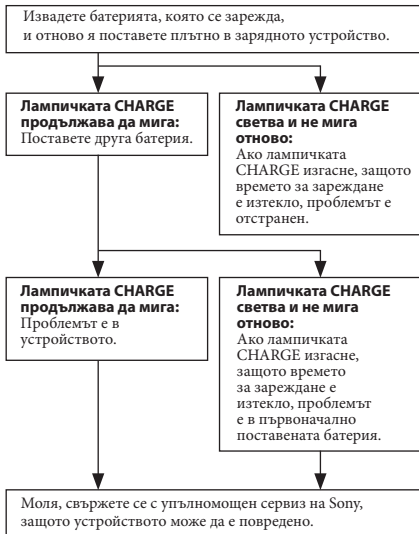 Извадете батерията, която се зарежда,
и отново я поставете плътно в зарядното устройство.
Лампичката CHARGE
продължава да мига:
Поставете друга батерия.
Лампичката CHARGE
светва и не мига
отново:
Ако лампичката
CHARGE изгасне, защото
времето за зареждане
е изтекло, проблемът е
отстранен.
Лампичката CHARGE
продължава да мига:
Проблемът е в
устройството.
Лампичката CHARGE
светва и не мига
отново:
Ако лампичката
CHARGE изгасне,
защото времето
за зареждане е
изтекло, проблемът
е в първоначално
поставената батерия.
Моля, свържете се с упълномощен сервиз на Sony,
защото устройството може да е повредено.